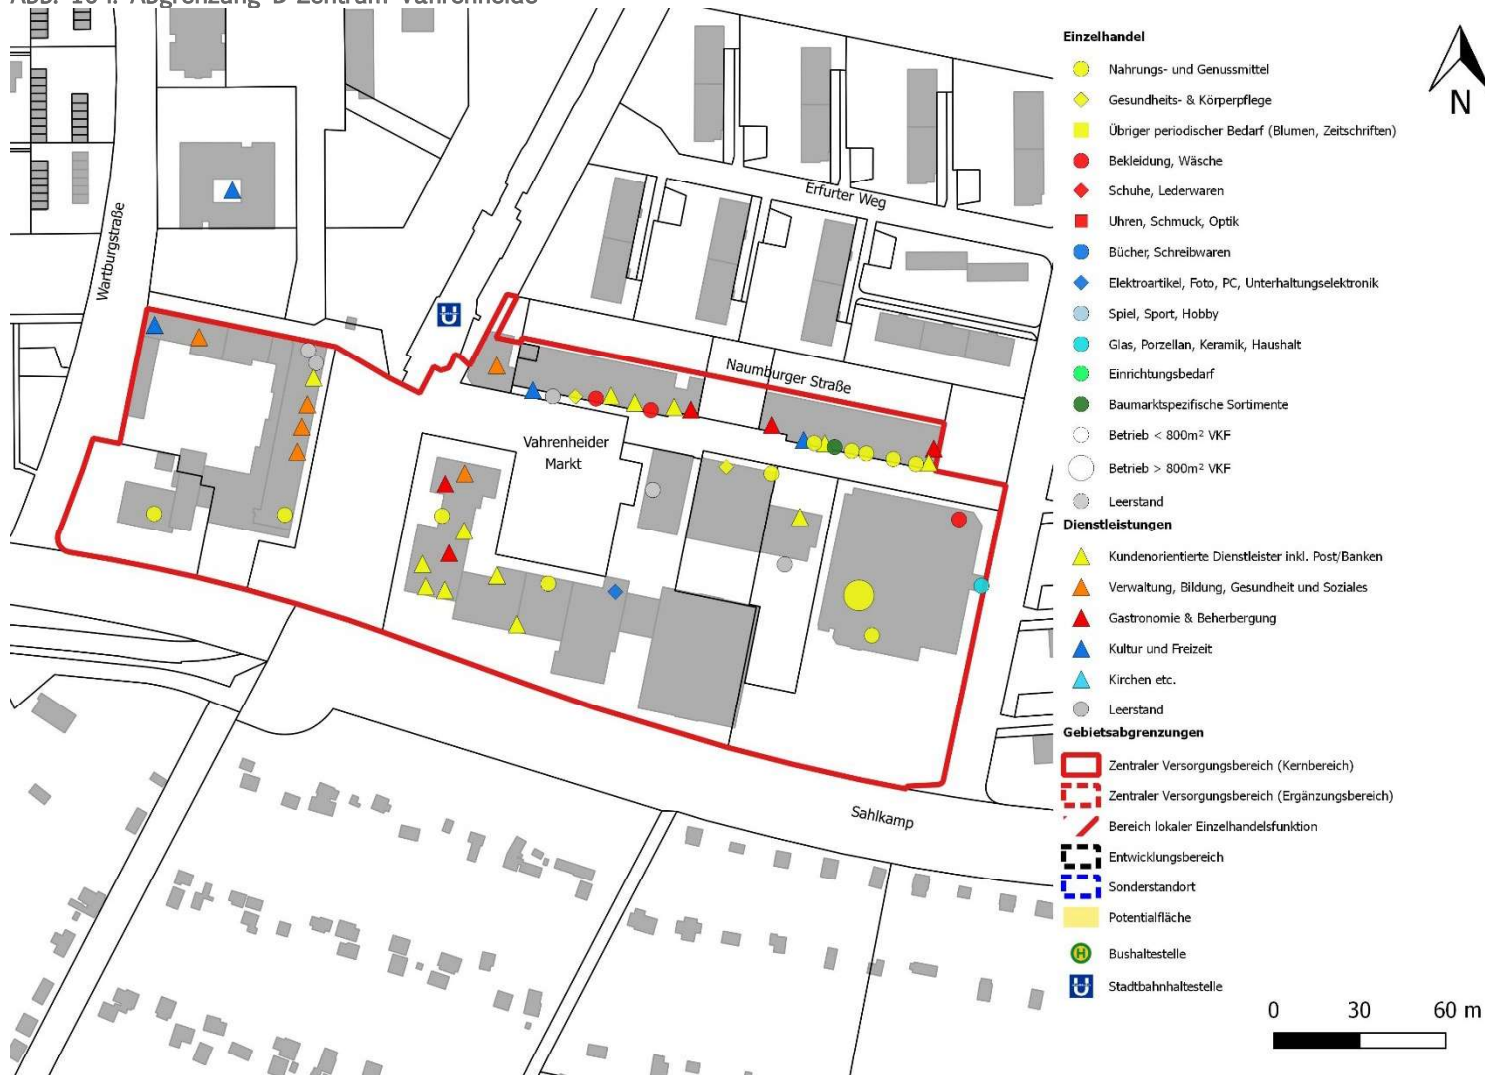 Einzelhandel
Nahrungs- und Genussmittel
Gesundheits- & Körperpflege
Übriger periodischer Bedarf (Blumen, Zeitschriften)
Bekleidung, Wäsche
Schuhe, Lederwaren
Uhren, Schmuck, Optik
Bücher, Schreibwaren
Elektroartikel, Foto, PC, Unterhaltungselektronik
Spiel, Sport, Hobby
Glas, Porzellan, Keramik, Haushalt
Einrichtungsbedarf
Baumarktspezifische Sortimente
Betrieb < 800m² VKF
Betrieb > 800m² VKF
Leerstand
Dienstleistungen
Kundenorientierte Dienstleister inkl. Post/Banken
Verwaltung, Bildung, Gesundheit und Soziales
Gastronomie & Beherbergung
Kultur und Freizeit
Kirchen etc.
Leerstand
Gebietsabgrenzungen
Zentraler Versorgungsbereich (Kernbereich)
Zentraler Versorgungsbereich (Ergänzungsbereich)
Bereich lokaler Einzelhandelsfunktion
Entwicklungsbereich
Sonderstandort
Potentialfläche
H
Bushaltestelle
U
Stadtbahnhaltestelle
N
0 30 60 m
Wartburgstraße
Erfurter Weg
U
Naumburger Straße
Vahrenheider
Markt
Sahlkamp